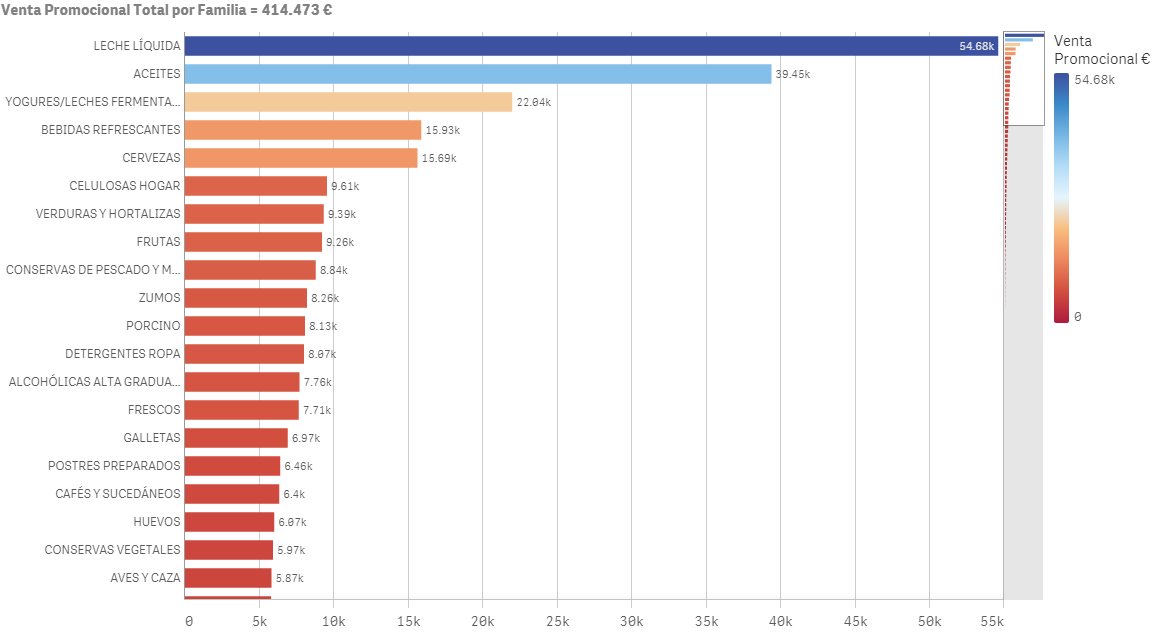 Venta Promocional Total por Familia = 414.473 €
LECHE LÍQUIDA 54.68k
ACEITES 39.45k
YOGURES/LECHES FERMENTA... 22.04k
BEBIDAS REFRESCANTES 15.93k
CERVEZAS 15.69k
CELULOSAS HOGAR 9.61k
VERDURAS Y HORTALIZAS 9.39k
FRUTAS 9.26k
CONSERVAS DE PESCADO Y M... 8.84k
ZUMOS 8.26k
PORCINO 8.13k
DETERGENTES ROPA 8.07k
ALCOHÓLICAS ALTA GRADUA... 7.76k
FRESCOS 7.71k
GALLETAS 6.97k
POSTRES PREPARADOS 6.46k
CAFÉS Y SUCEDÁNEOS 6.4k
HUEVOS 6.07k
CONSERVAS VEGETALES 5.97k
AVES Y CAZA 5.87k
0 5k 10k 15k 20k 25k 30k 35k 40k 45k 50k 55k
Venta
Promocional €
54.68k
0